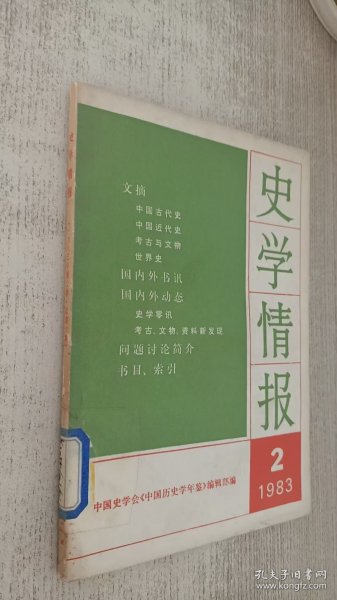 史学情报
2
1983
文摘
中国古代史
中国近代史
考古与文物
世界史
国内外书讯
国内外动态
史学零讯
考古、文物、资料新发现
问题讨论简介
书目、索引
中国史学会《中国历史学年鉴》编辑部编
史学情报
孔夫子旧书网